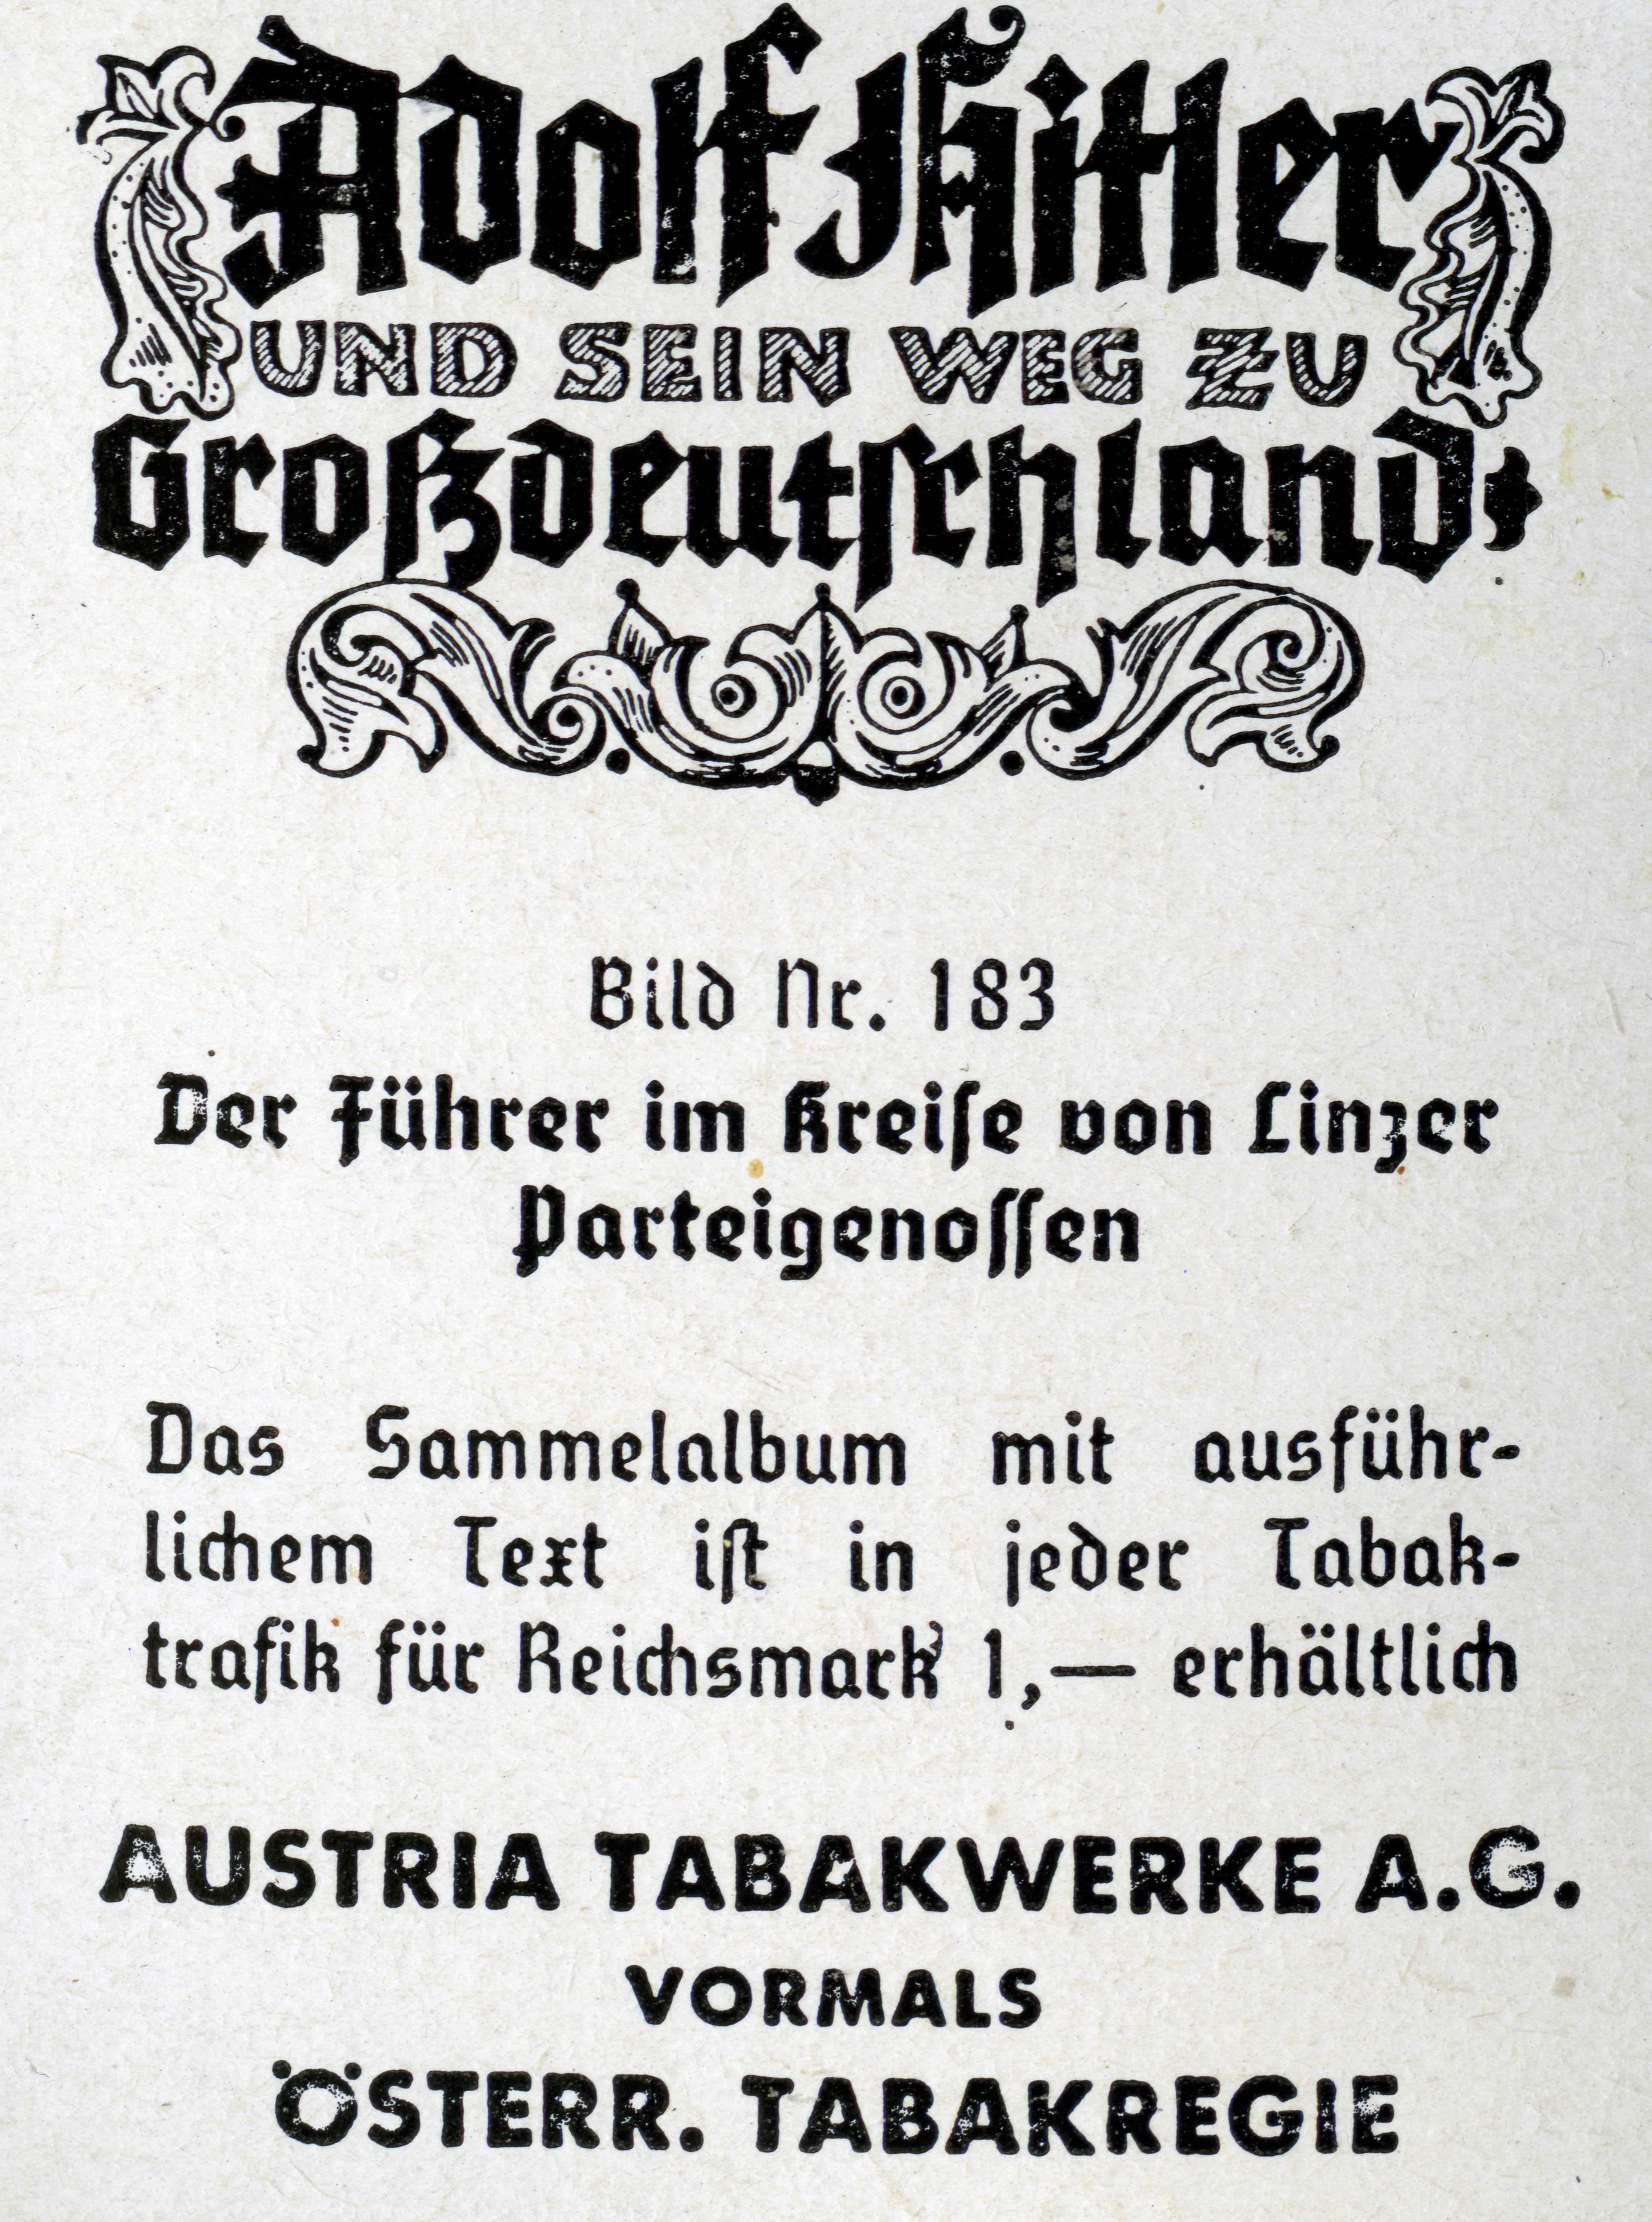 Adolf Hitler
UND SEIN WEG ZU
Großdeutschland
Bild Nr. 183
Der Führer im Kreise von Linzer
Parteigenossen
Das Sammelalbum mit ausführ-
lichem Text ist in jeder Tabak-
trafik für Reichsmark 1,— erhältlich
AUSTRIA TABAKWERKE A.G.
VORMALS
ÖSTERR. TABAKREGIE